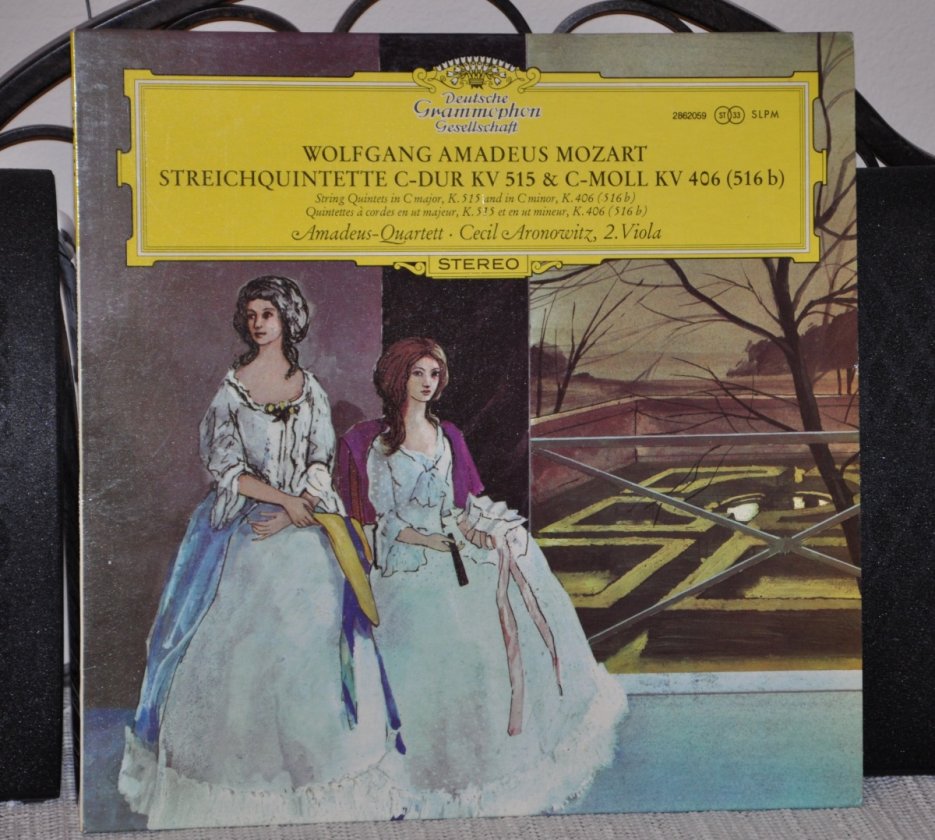 Deutsche
Grammophon
Gesellschaft
2862059 ST 33 SLPM
WOLFGANG AMADEUS MOZART
STREICHQUINTETTE C-DUR KV 515 & C-MOLL KV 406 (516 b)
String Quintets in C major, K. 515 and in C minor, K. 406 (516 b)
Quintettes à cordes en ut majeur, K. 515 et en ut mineur, K. 406 (516 b)
Amadeus-Quartett · Cecil Aronowitz, 2. Viola
STEREO